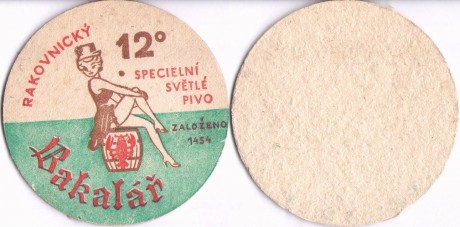 RAKOVNICKÝ
12°
SPECIELNÍ
SVĚTLÉ
PIVO
ZALOŽENO
1454
Bakalář